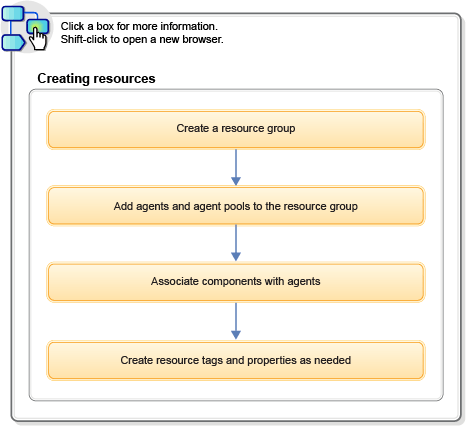 Click a box for more information.
Shift-click to open a new browser.
Creating resources
Create a resource group
Add agents and agent pools to the resource group
Associate components with agents
Create resource tags and properties as needed